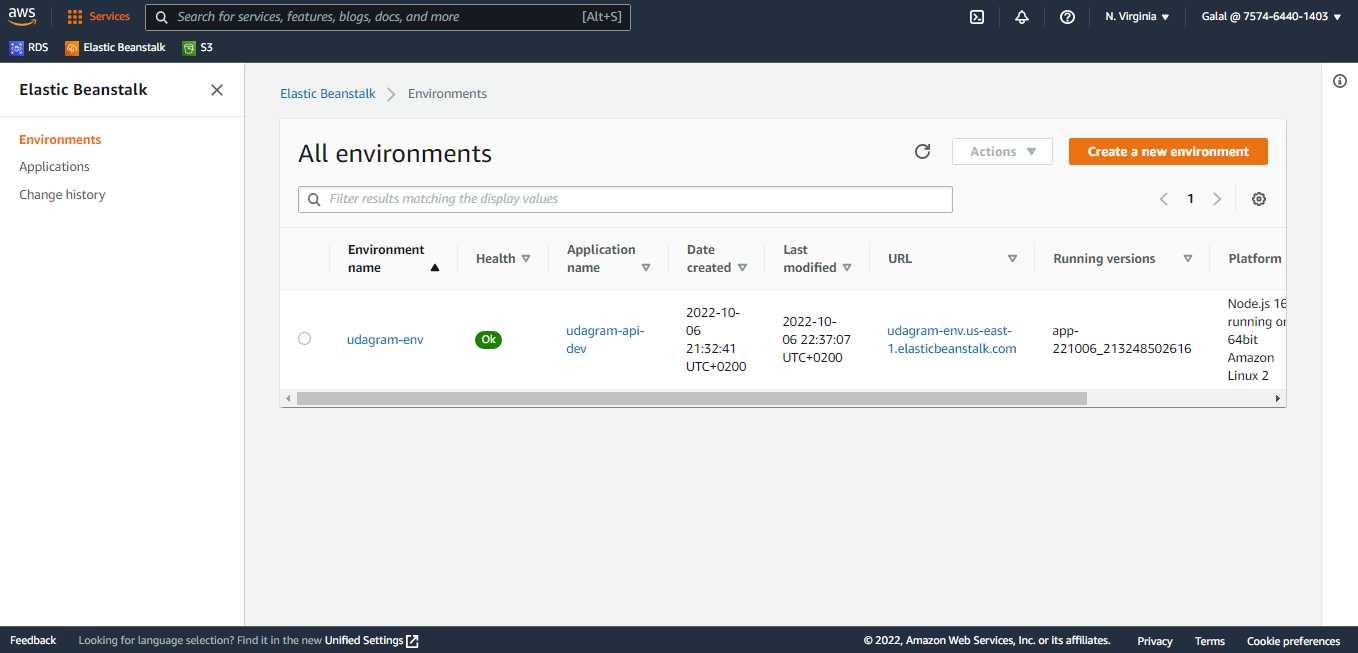 aws
Services
Search for services, features, blogs, docs, and more [Alt+S]
N. Virginia
Galal @ 7574-6440-1403
RDS
Elastic Beanstalk
S3
Elastic Beanstalk
Environments
Applications
Change history
Elastic Beanstalk
Environments
All environments
Actions
Create a new environment
Filter results matching the display values
1
Environment
name
Health
Application
name
Date
created
Last
modified
URL
Running versions
Platform
udagram-env
Ok
udagram-api-
dev
2022-10-
06
21:32:41
UTC+0200
2022-10-
06 22:37:07
UTC+0200
udagram-env.us-east-
1.elasticbeanstalk.com
app-
221006_213248502616
Node.js 16
running on
64bit
Amazon
Linux 2
Feedback
Looking for language selection? Find it in the new Unified Settings
© 2022, Amazon Web Services, Inc. or its affiliates.
Privacy
Terms
Cookie preferences